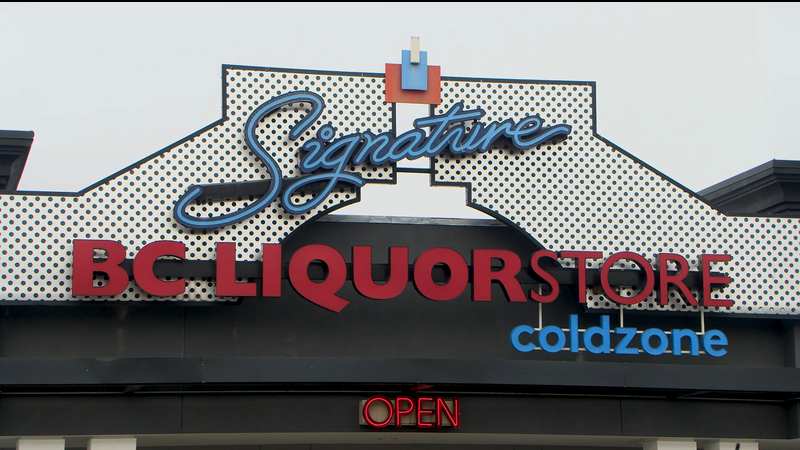 Signature
BC LIQUORSTORE
coldzone
OPEN